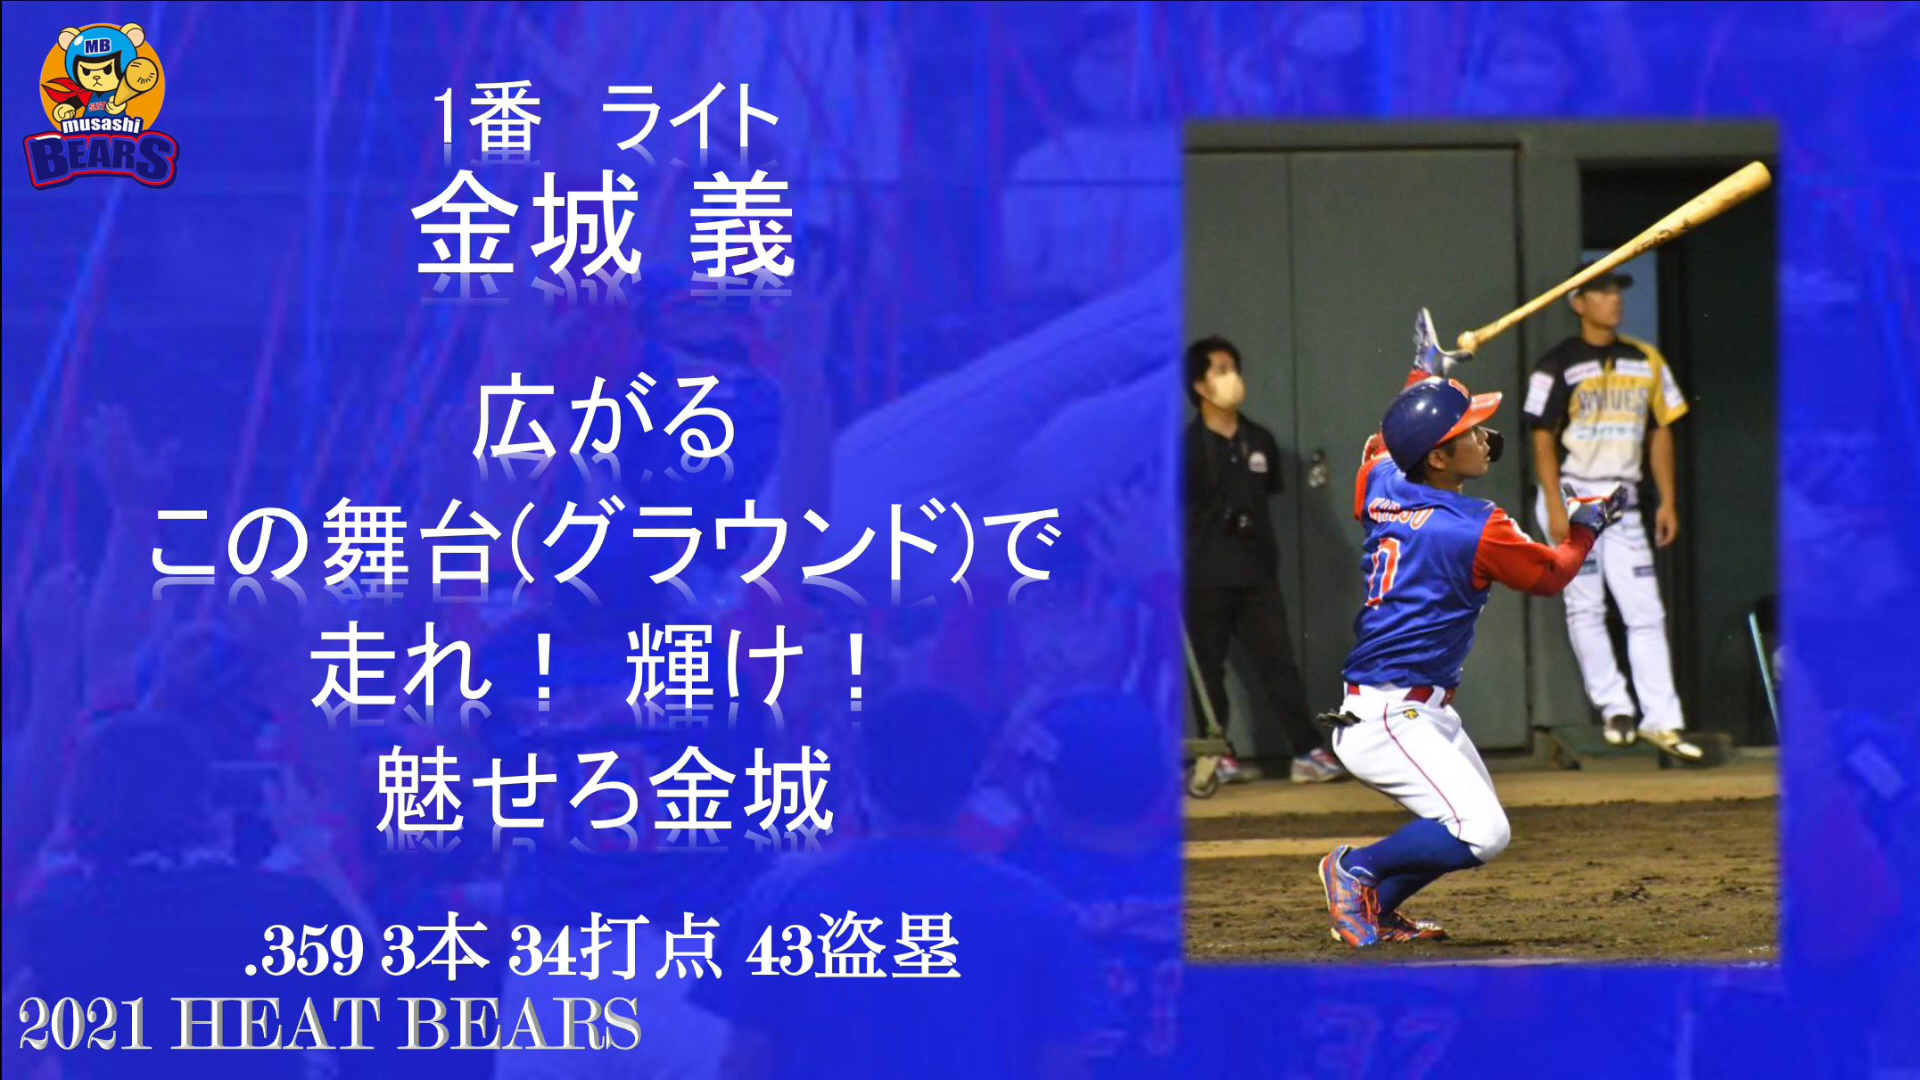 MB
musashi
BEARS
1番 ライト
金城 義
広がる
この舞台(グラウンド)で
走れ! 輝け!
魅せろ金城
.359 3本 34打点 43盗塁
2021 HEAT BEARS